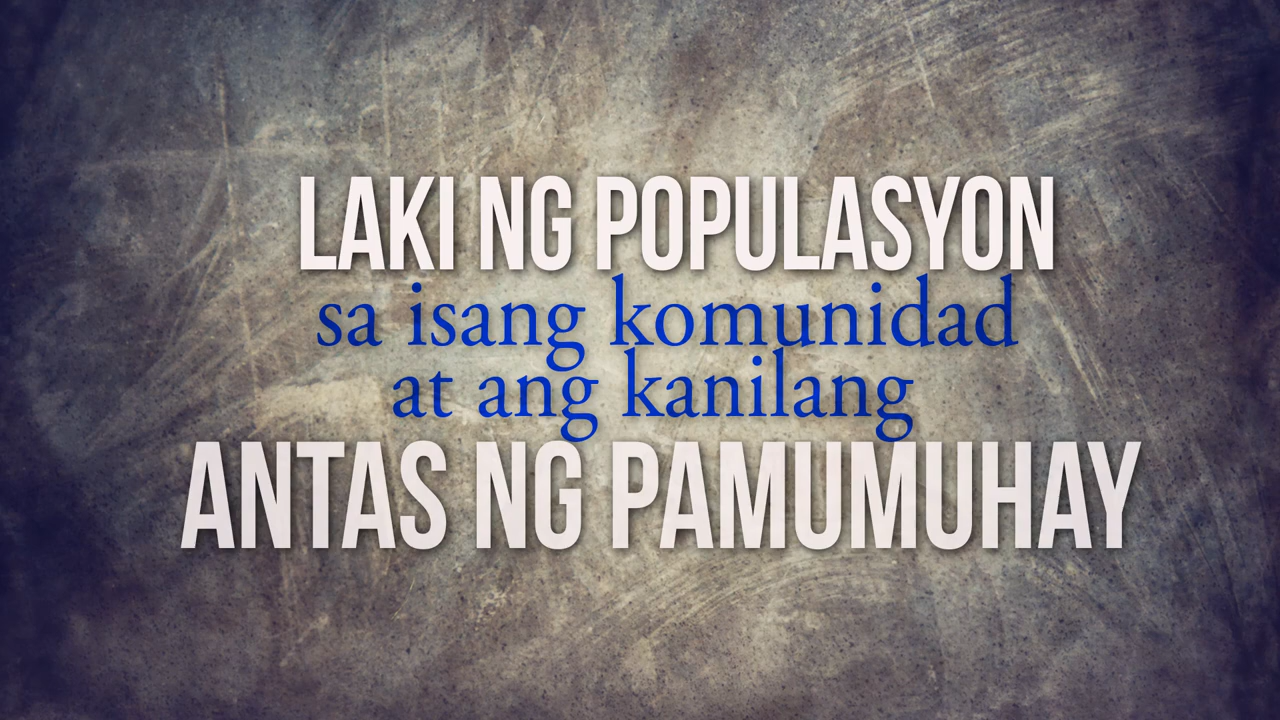 LAKI NG POPULASYON
sa isang komunidad
at ang kanilang
ANTAS NG PAMUMUHAY